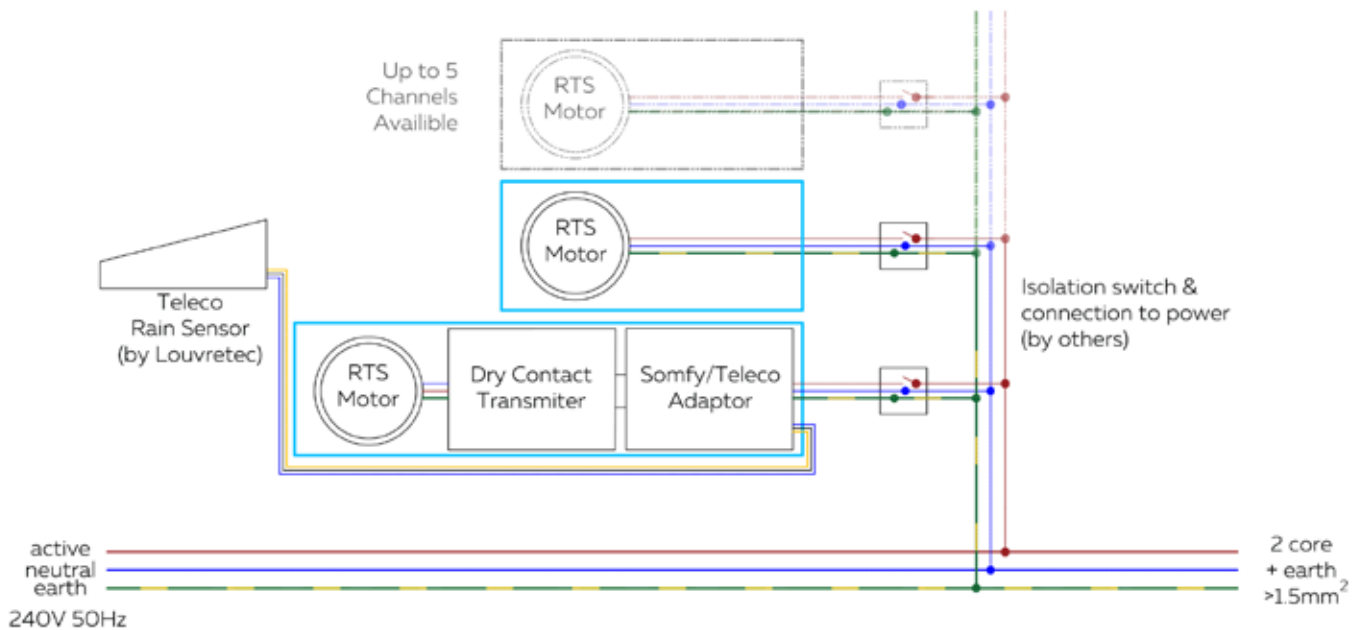 Up to 5
Channels
Availible
RTS
Motor
RTS
Motor
Teleco
Rain Sensor
(by Louvretec)
Isolation switch &
connection to power
(by others)
RTS
Motor
Dry Contact
Transmiter
Somfy/Teleco
Adaptor
active
neutral
earth
240V 50Hz
2 core
+ earth
>1.5mm²